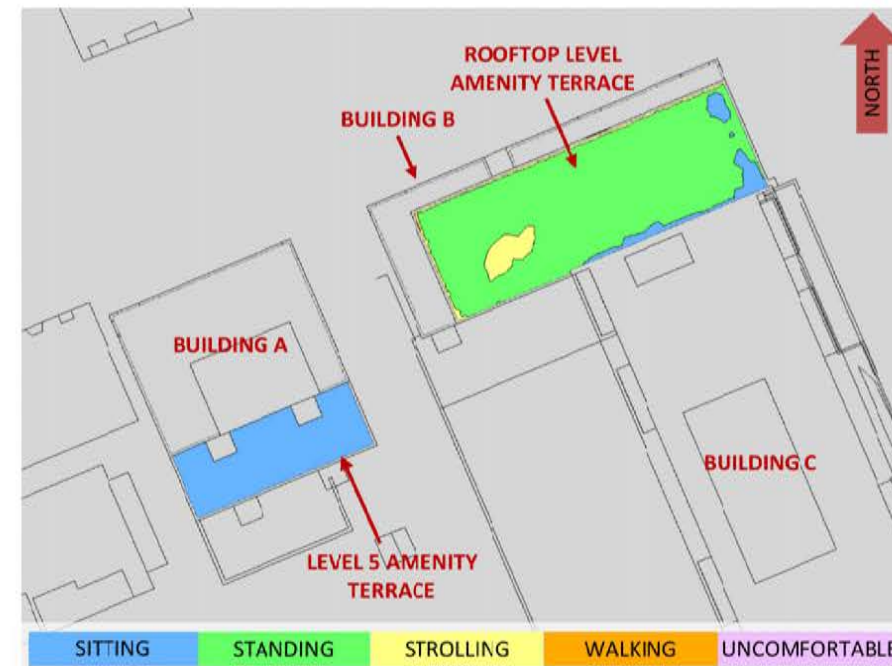 ROOFTOP LEVEL
AMENITY TERRACE
NORTH
BUILDING B
BUILDING A
BUILDING C
LEVEL 5 AMENITY
TERRACE
SITTING STANDING STROLLING WALKING UNCOMFORTABLE